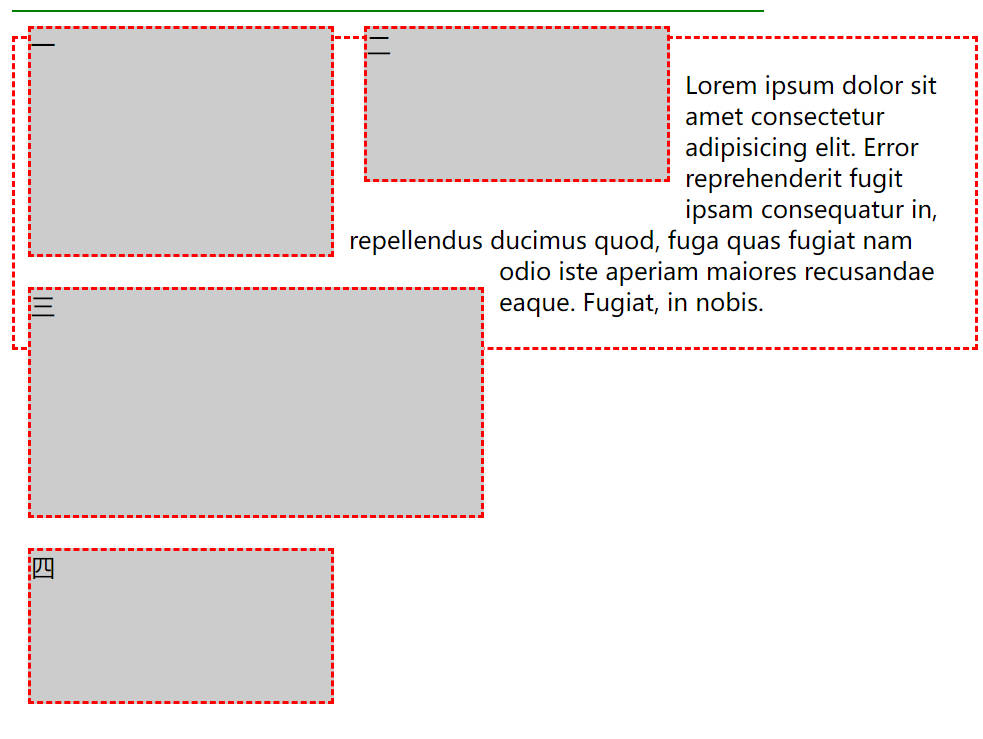 一
二
Lorem ipsum dolor sit
amet consectetur
adipisicing elit. Error
reprehenderit fugit
ipsam consequatur in,
repellendus ducimus quod, fuga quas fugiat nam
odio iste aperiam maiores recusandae
eaque. Fugiat, in nobis.
三
四